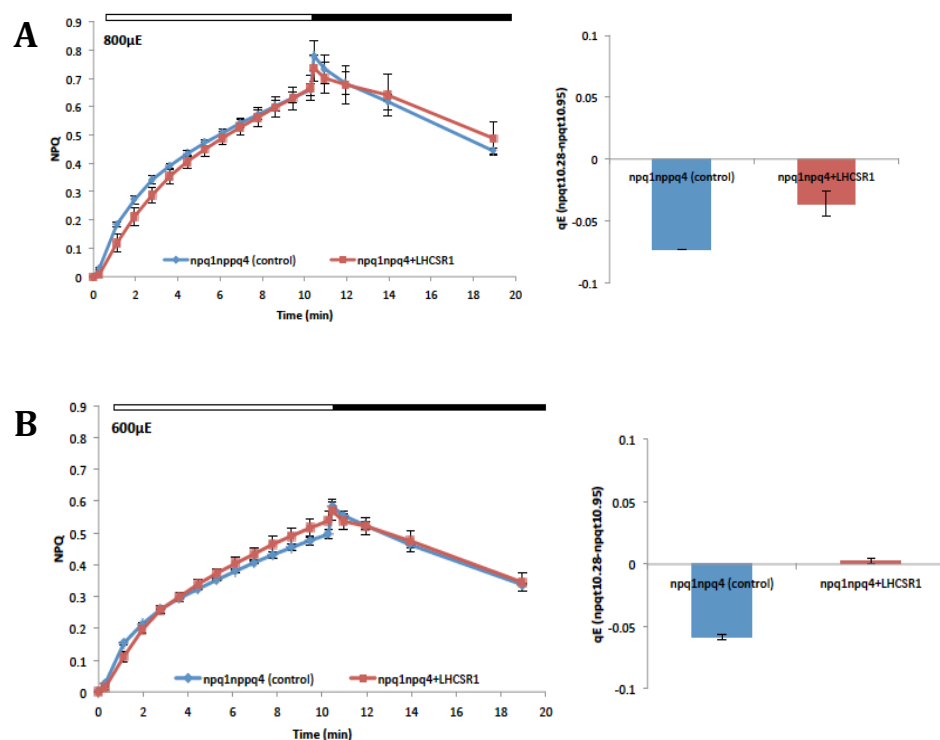 A
800µE
0.9
0.8
0.7
0.6
0.5
0.4
0.3
0.2
0.1
0
NPQ
npq1nppq4 (control)
npq1npq4+LHCSR1
0 2 4 6 8 10 12 14 16 18 20
Time (min)
0.1
0.05
0
-0.05
-0.1
qE (npqt10.28-npqt10.95)
npq1nppq4 (control)
npq1npq4+LHCSR1
B
600µE
0.9
0.8
0.7
0.6
0.5
0.4
0.3
0.2
0.1
0
NPQ
npq1nppq4 (control)
npq1npq4+LHCSR1
0 2 4 6 8 10 12 14 16 18 20
Time (min)
0.1
0.05
0
-0.05
-0.1
qE (npqt10.28-npqt10.95)
npq1npq4 (control)
npq1npq4+LHCSR1